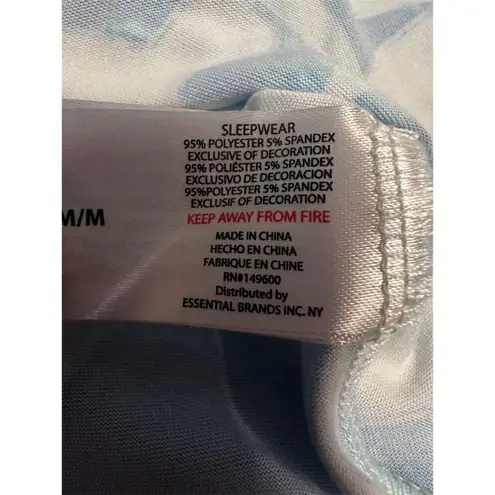 SLEEPWEAR
95% POLYESTER 5% SPANDEX
EXCLUSIVE OF DECORATION
95% POLIÉSTER 5% SPANDEX
EXCLUSIVO DE DECORACION
95%POLYESTER 5% SPANDEX
EXCLUSIF OF DECORATION
KEEP AWAY FROM FIRE
M/M
MADE IN CHINA
HECHO EN CHINA
FABRIQUE EN CHINE
RN#149600
Distributed by
ESSENTIAL BRANDS INC. NY